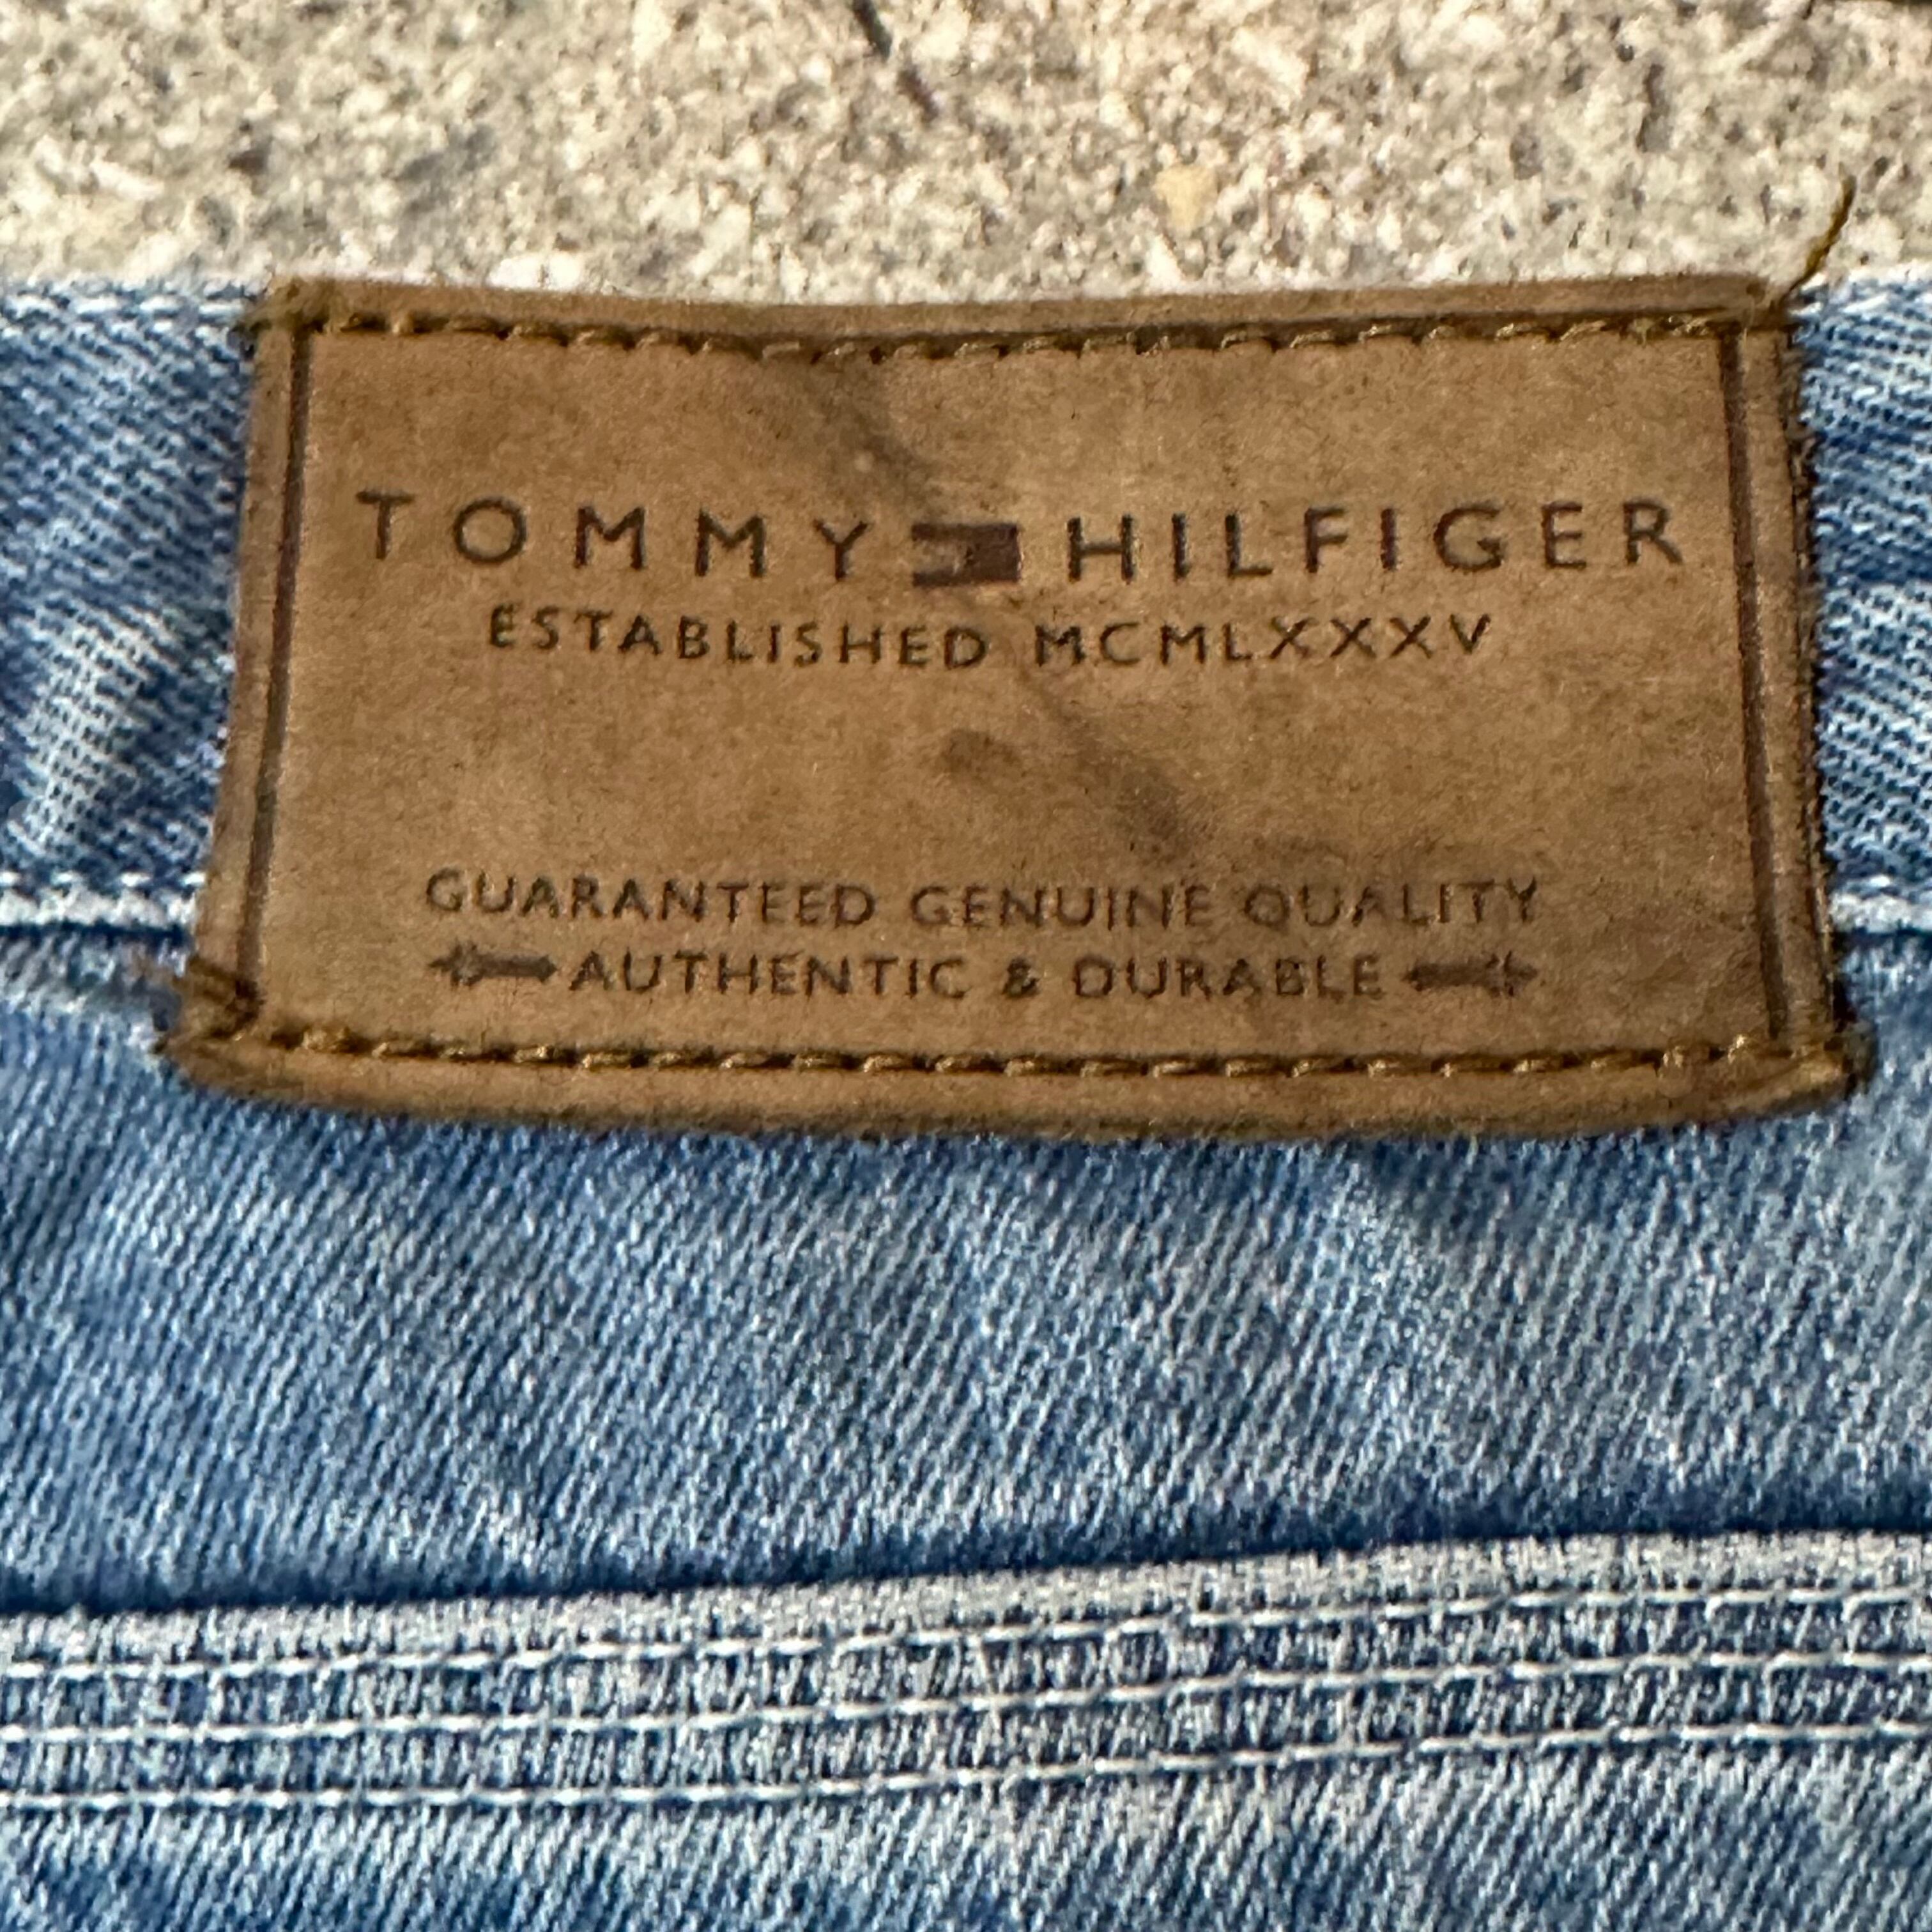 TOMMY HILFIGER
ESTABLISHED MCMLXXXV
GUARANTEED GENUINE QUALITY
AUTHENTIC & DURABLE